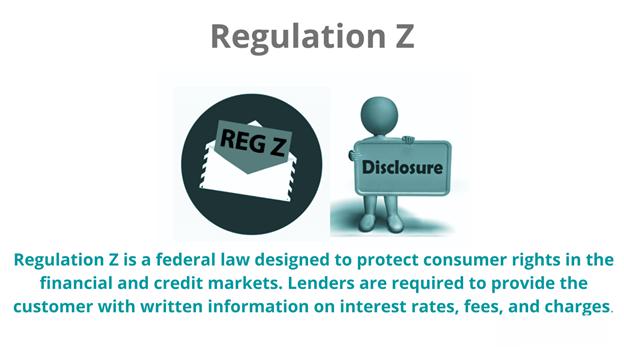 Regulation Z
REG Z
Disclosure
Regulation Z is a federal law designed to protect consumer rights in the
financial and credit markets. Lenders are required to provide the
customer with written information on interest rates, fees, and charges.